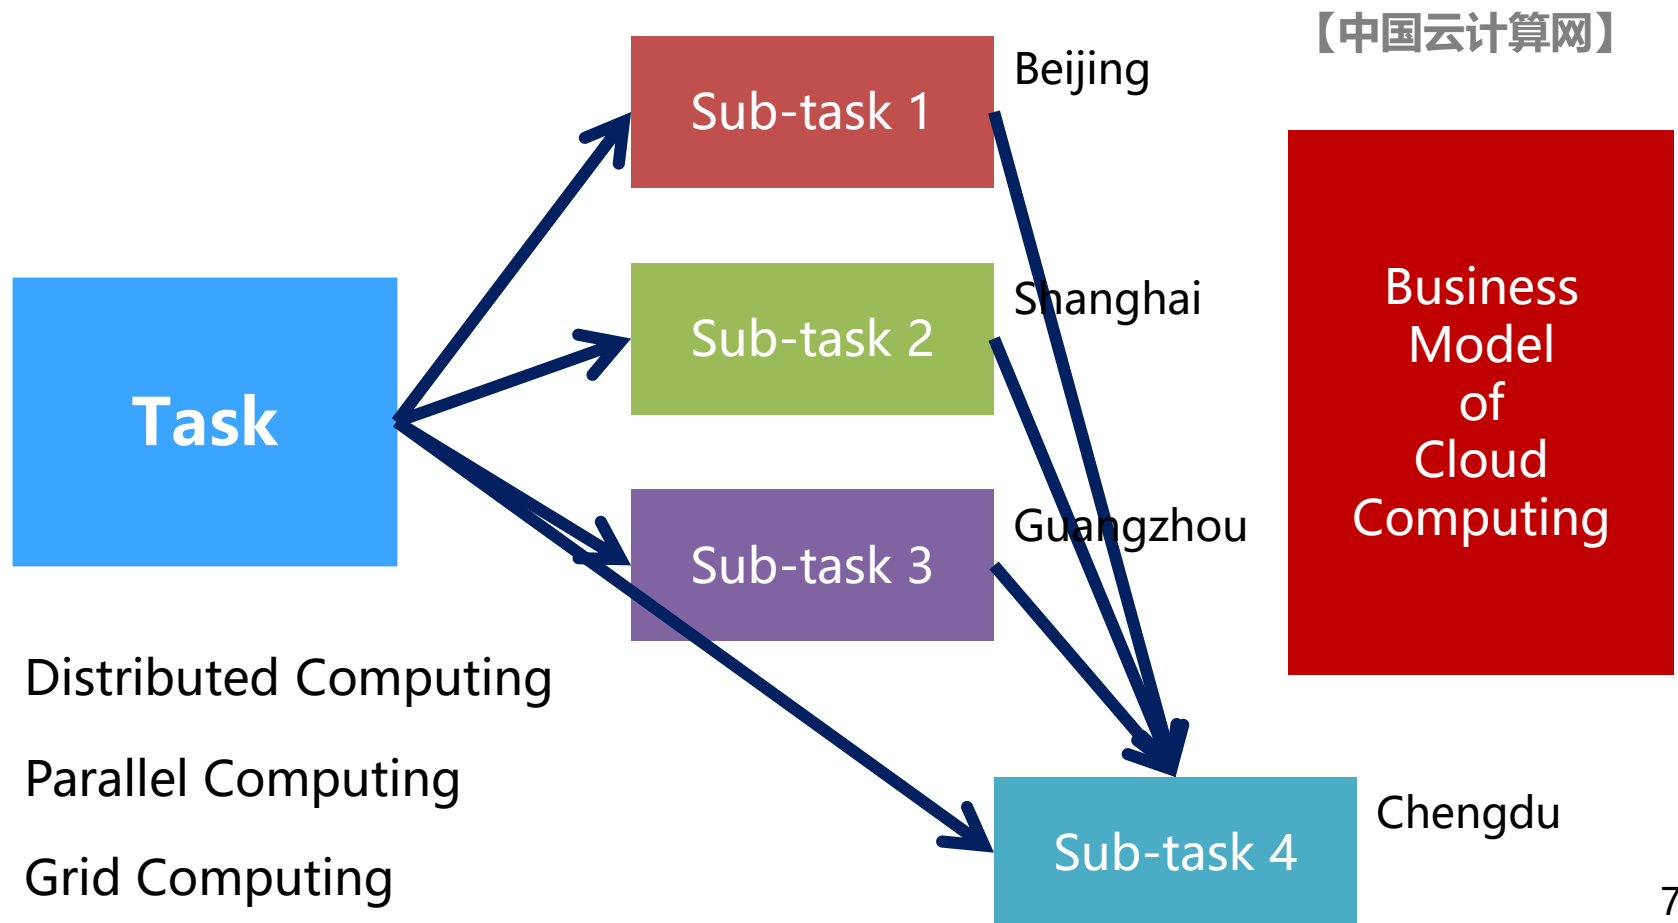 【中国云计算网】
Beijing
Sub-task 1
Shanghai
Sub-task 2
Task
Guangzhou
Sub-task 3
Business
Model
of
Cloud
Computing
Distributed Computing
Parallel Computing
Grid Computing
Chengdu
Sub-task 4
7